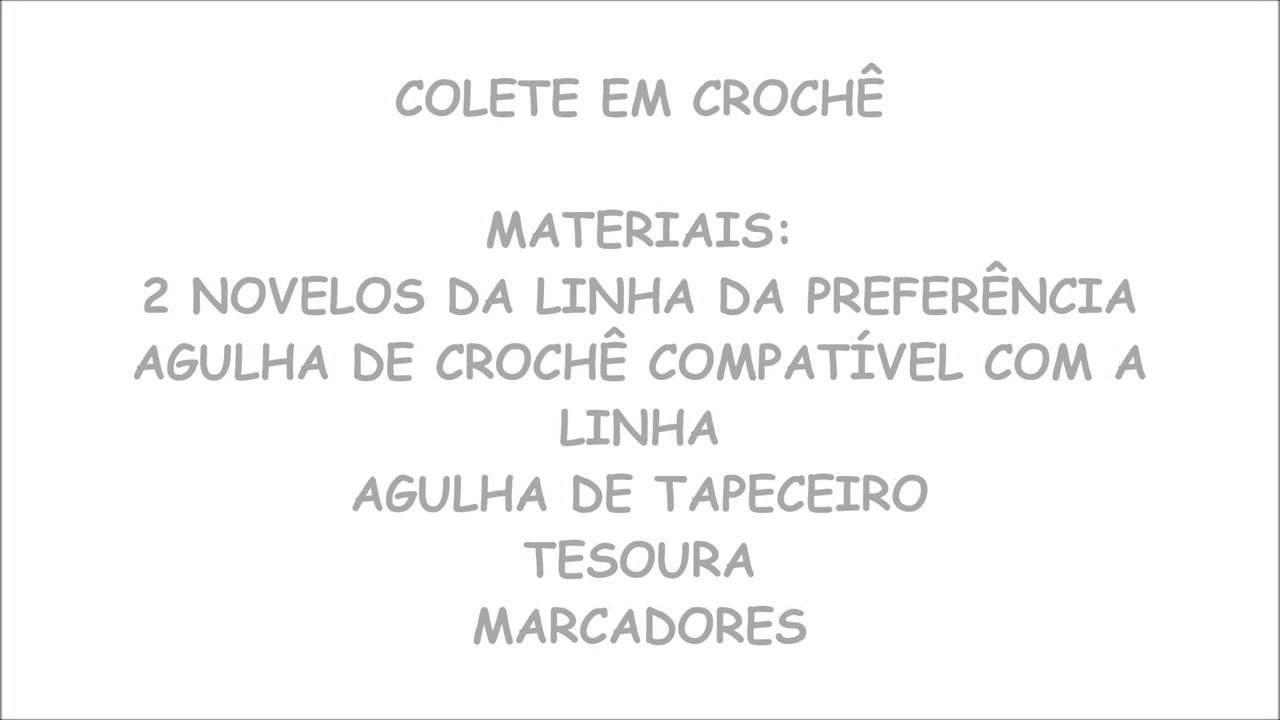 COLETE EM CROCHÊ
MATERIAIS:
2 NOVELOS DA LINHA DA PREFERÊNCIA
AGULHA DE CROCHÊ COMPATÍVEL COM A
LINHA
AGULHA DE TAPECEIRO
TESOURA
MARCADORES